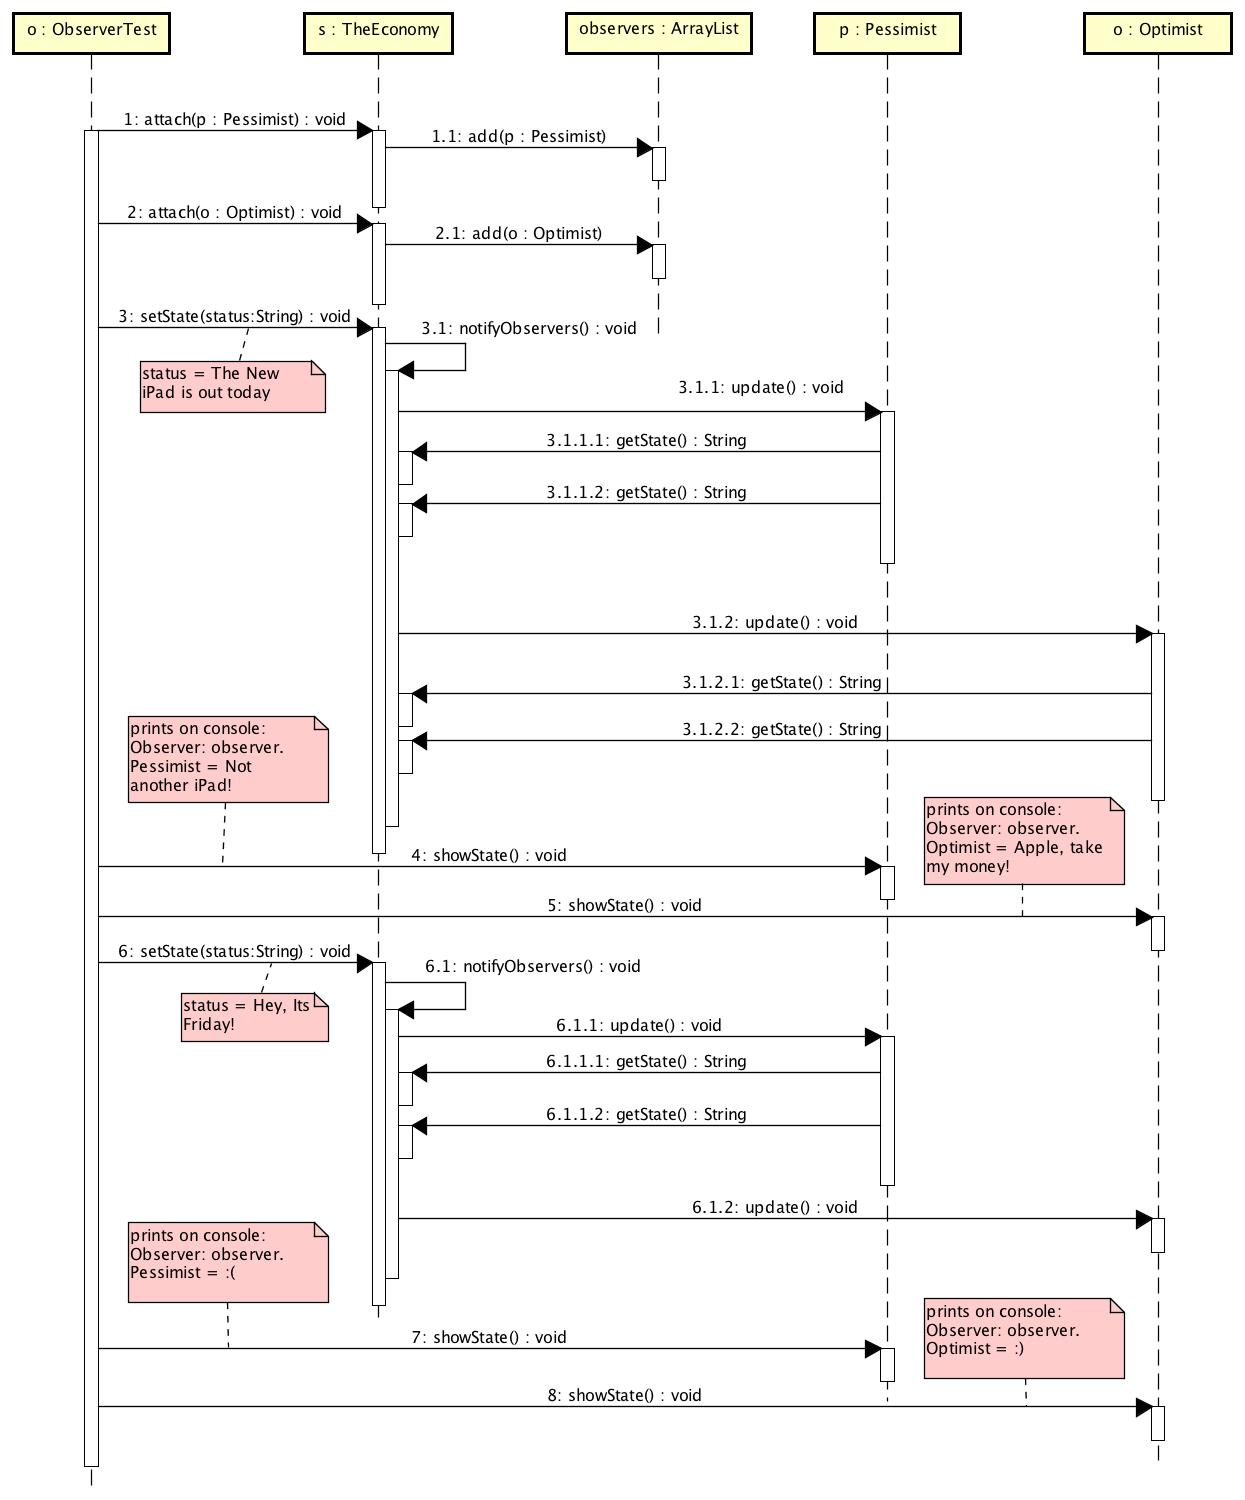 o : ObserverTest
s : TheEconomy
observers : ArrayList
p : Pessimist
o : Optimist
1: attach(p : Pessimist) : void
1.1: add(p : Pessimist)
2: attach(o : Optimist) : void
2.1: add(o : Optimist)
3: setState(status:String) : void
3.1: notifyObservers() : void
status = The New
iPad is out today
3.1.1: update() : void
3.1.1.1: getState() : String
3.1.1.2: getState() : String
3.1.2: update() : void
3.1.2.1: getState() : String
3.1.2.2: getState() : String
prints on console:
Observer: observer.
Pessimist = Not
another iPad!
prints on console:
Observer: observer.
Optimist = Apple, take
my money!
4: showState() : void
5: showState() : void
6: setState(status:String) : void
6.1: notifyObservers() : void
status = Hey, Its
Friday!
6.1.1: update() : void
6.1.1.1: getState() : String
6.1.1.2: getState() : String
6.1.2: update() : void
prints on console:
Observer: observer.
Pessimist = :(
prints on console:
Observer: observer.
Optimist = :)
7: showState() : void
8: showState() : void